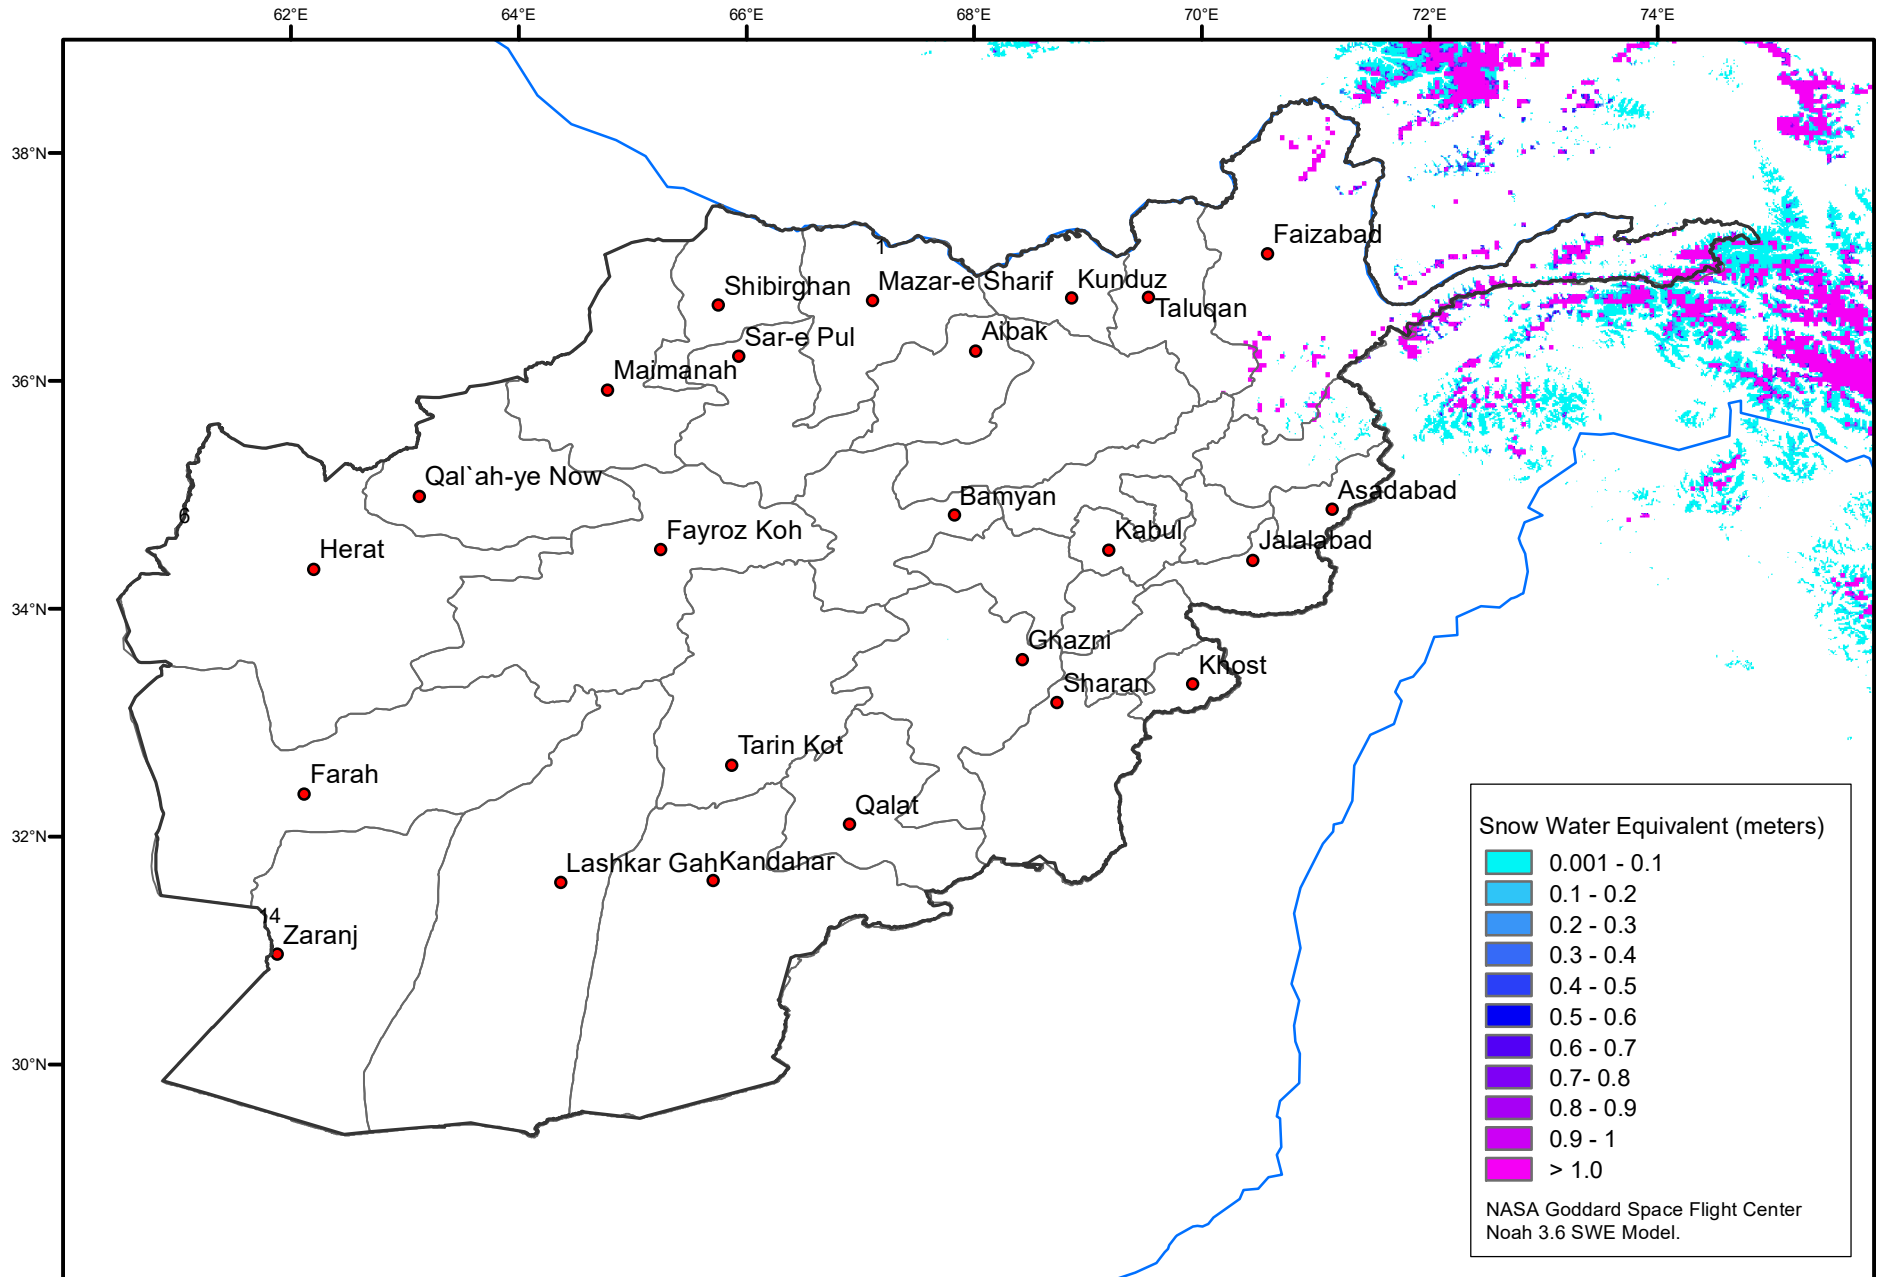 62°E 64°E 66°E 68°E 70°E 72°E 74°E
38°N
1
Faizabad
Shibirghan
Mazar-e Sharif
Kunduz
Taluqan
Sar-e Pul
Aibak
36°N
Maimanah
Qal`ah-ye Now
Bamyan
Asadabad
6
Fayroz Koh
Kabul
Jalalabad
Herat
34°N
Ghazni
Khost
Sharan
Tarin Kot
Farah
Qalat
32°N
Lashkar Gah
Kandahar
14
Zaranj
30°N
Snow Water Equivalent (meters)
0.001 - 0.1
0.1 - 0.2
0.2 - 0.3
0.3 - 0.4
0.4 - 0.5
0.5 - 0.6
0.6 - 0.7
0.7- 0.8
0.8 - 0.9
0.9 - 1
> 1.0
NASA Goddard Space Flight Center
Noah 3.6 SWE Model.